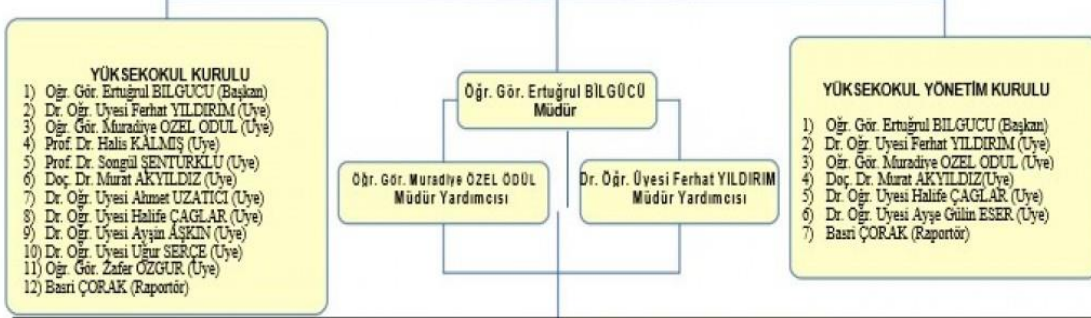 YÜKSEKOKUL KURULU
1) Öğr. Gör. Ertuğrul BİLGÜCÜ (Başkan)
2) Dr. Öğr. Üyesi Ferhat YILDIRIM (Üye)
3) Öğr. Gör. Muradiye ÖZEL ÖDÜL (Üye)
4) Prof. Dr. Halis KALMIŞ (Üye)
5) Prof. Dr. Songül ŞENTÜRKLÜ (Üye)
6) Doç. Dr. Murat AKYILDIZ (Üye)
7) Dr. Öğr. Üyesi Ahmet UZATICI (Üye)
8) Dr. Öğr. Üyesi Halife ÇAĞLAR (Üye)
9) Dr. Öğr. Üyesi Ayşin AŞKIN (Üye)
10) Dr. Öğr. Üyesi Uğur SERÇE (Üye)
11) Öğr. Gör. Zafer ÖZGÜR (Üye)
12) Basri ÇORAK (Raportör)
Öğr. Gör. Ertuğrul BİLGÜCÜ
Müdür
Öğr. Gör. Muradiye ÖZEL ÖDÜL
Müdür Yardımcısı
Dr. Öğr. Üyesi Ferhat YILDIRIM
Müdür Yardımcısı
YÜKSEKOKUL YÖNETİM KURULU
1) Öğr. Gör. Ertuğrul BİLGÜCÜ (Başkan)
2) Dr. Öğr. Üyesi Ferhat YILDIRIM (Üye)
3) Öğr. Gör. Muradiye ÖZEL ÖDÜL (Üye)
4) Doç. Dr. Murat AKYILDIZ(Üye)
5) Dr. Öğr. Üyesi Halife ÇAĞLAR (Üye)
6) Dr. Öğr. Üyesi Ayşe Gülin ESER (Üye)
7) Basri ÇORAK (Raportör)